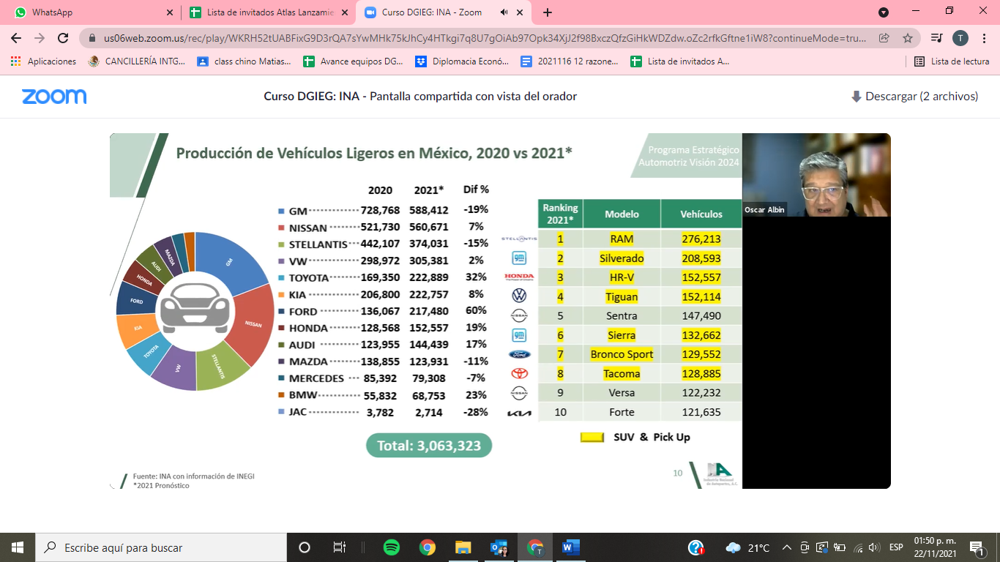 WhatsApp
Lista de invitados Atlas Lanzamie
Curso DGIEG: INA - Zoom
us06web.zoom.us/rec/play/WKRH52tUABFixG9D3rQA7sYwMHk75kJhCy4HTkgi7q8U7gOiAb97Opk34XjJ2f98BxczQfzGiHkWDZdw.oZc2rfkGftne1iW8?continueMode=tru...
T
Aplicaciones
CANCILLERÍA INTG...
class chino Matias...
Avance equipos DG...
Diplomacia Econó...
2021116 12 razone...
Lista de invitados A...
Lista de lectura
zoom
Curso DGIEG: INA - Pantalla compartida con vista del orador
Descargar (2 archivos)
Producción de Vehículos Ligeros en México, 2020 vs 2021*
Programa Estratégico
Automotriz Visión 2024
Oscar Albin
2020 2021* Dif %
GM 728,768 588,412 -19%
NISSAN 521,730 560,671 7%
STELLANTIS 442,107 374,031 -15%
VW 298,972 305,381 2%
TOYOTA 169,350 222,889 32%
KIA 206,800 222,757 8%
FORD 136,067 217,480 60%
HONDA 128,568 152,557 19%
AUDI 123,955 144,439 17%
MAZDA 138,855 123,931 -11%
MERCEDES 85,392 79,308 -7%
BMW 55,832 68,753 23%
JAC 3,782 2,714 -28%
GM
NISSAN
STELLANTIS
VW
TOYOTA
KIA
FORD
HONDA
AUDI
MAZDA
Total: 3,063,323
Ranking 2021* Modelo Vehículos
STELLANTIS 1 RAM 276,213
gm 2 Silverado 208,593
HONDA 3 HR-V 152,557
4 Tiguan 152,114
NISSAN 5 Sentra 147,490
gm 6 Sierra 132,662
Ford 7 Bronco Sport 129,552
8 Tacoma 128,885
NISSAN 9 Versa 122,232
KIA 10 Forte 121,635
SUV & Pick Up
Fuente: INA con información de INEGI
*2021 Pronóstico
10
Industria Nacional
de Autopartes, A.C.
Escribe aquí para buscar
21°C
ESP
01:50 p. m.
22/11/2021
1